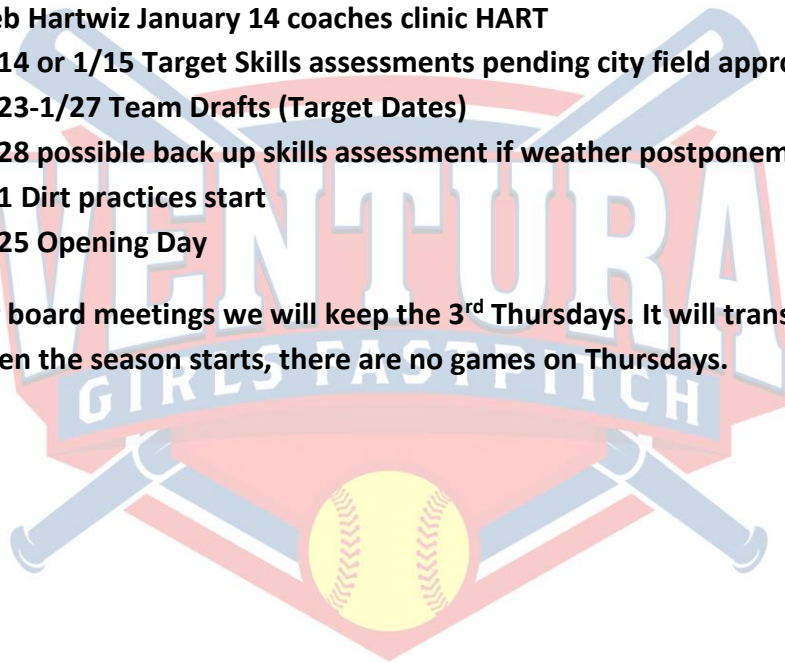 eb Hartwiz January 14 coaches clinic HART
14 or 1/15 Target Skills assessments pending city field appro
23-1/27 Team Drafts (Target Dates)
28 possible back up skills assessment if weather postponem
1 Dirt practices start
25 Opening Day
board meetings we will keep the 3rd Thursdays. It will trans
en the season starts, there are no games on Thursdays.
VENTURA
GIRLS FASTPITCH